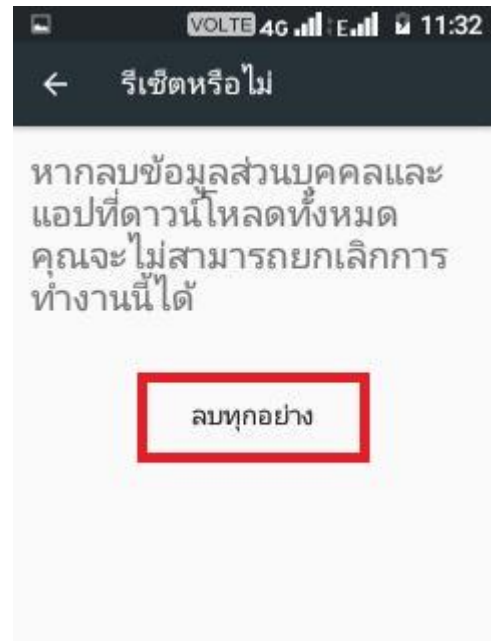 VOLTE 4G E 11:32
รีเซ็ตหรือไม่
หากลบข้อมูลส่วนบุคคลและ
แอปที่ดาวน์โหลดทั้งหมด
คุณจะไม่สามารถยกเลิกการ
ทำงานนี้ได้
ลบทุกอย่าง